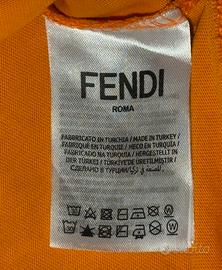 FENDI
ROMA
FABBRICATO IN TURCHIA / MADE IN TURKEY /
FABRIQUÉ EN TURQUIE / HECHO EN TURQUÍA /
FABRICADO NA TURQUIA / HERGESTELLT IN
DER TÜRKEI / TÜRKİYE'DE ÜRETİLMİŞTİR /
СДЕЛАНО В ТУРЦИИ /
subito